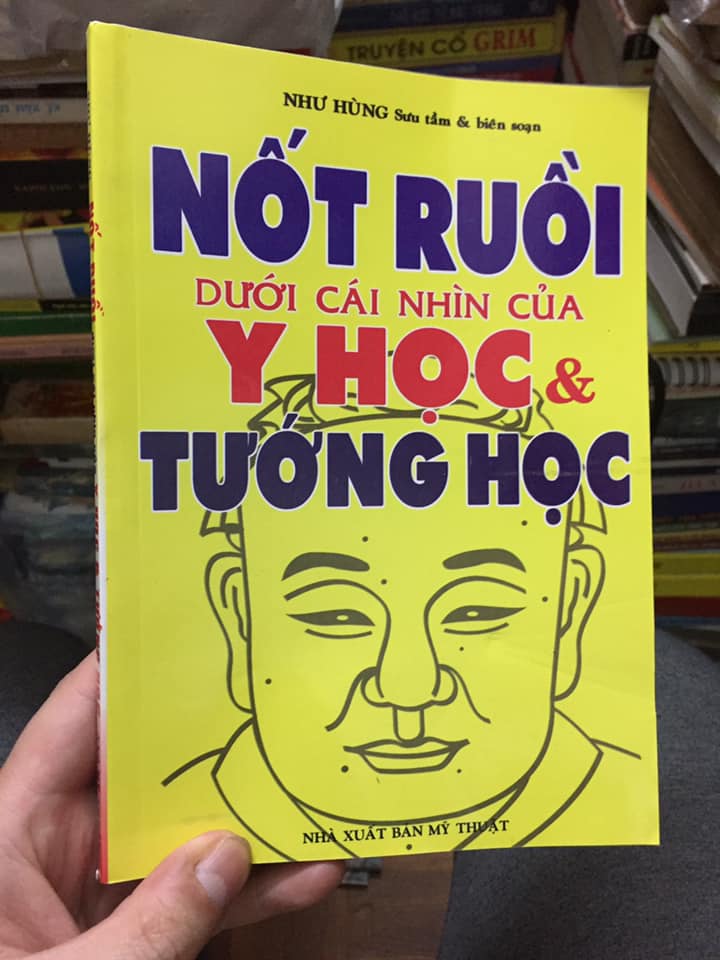 TRUYỆN CỔ GRIM
NHƯ HÙNG Sưu tầm & biên soạn
NỐT RUỒI
DƯỚI CÁI NHÌN CỦA
Y HỌC &
TƯỚNG HỌC
NHÀ XUẤT BẢN MỸ THUẬT